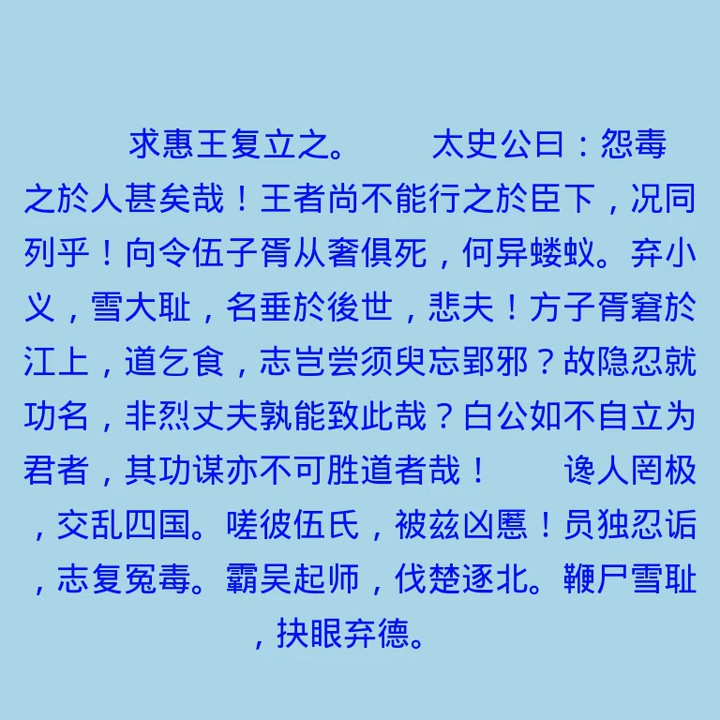 求惠王复立之。 太史公曰：怨毒
之於人甚矣哉！王者尚不能行之於臣下，况同
列乎！向令伍子胥从奢俱死，何异蝼蚁。弃小
义，雪大耻，名垂於後世，悲夫！方子胥窘於
江上，道乞食，志岂尝须臾忘郢邪？故隐忍就
功名，非烈丈夫孰能致此哉？白公如不自立为
君者，其功谋亦不可胜道者哉！ 谗人罔极
，交乱四国。嗟彼伍氏，被兹凶慝！员独忍诟
，志复冤毒。霸吴起师，伐楚逐北。鞭尸雪耻
，抉眼弃德。